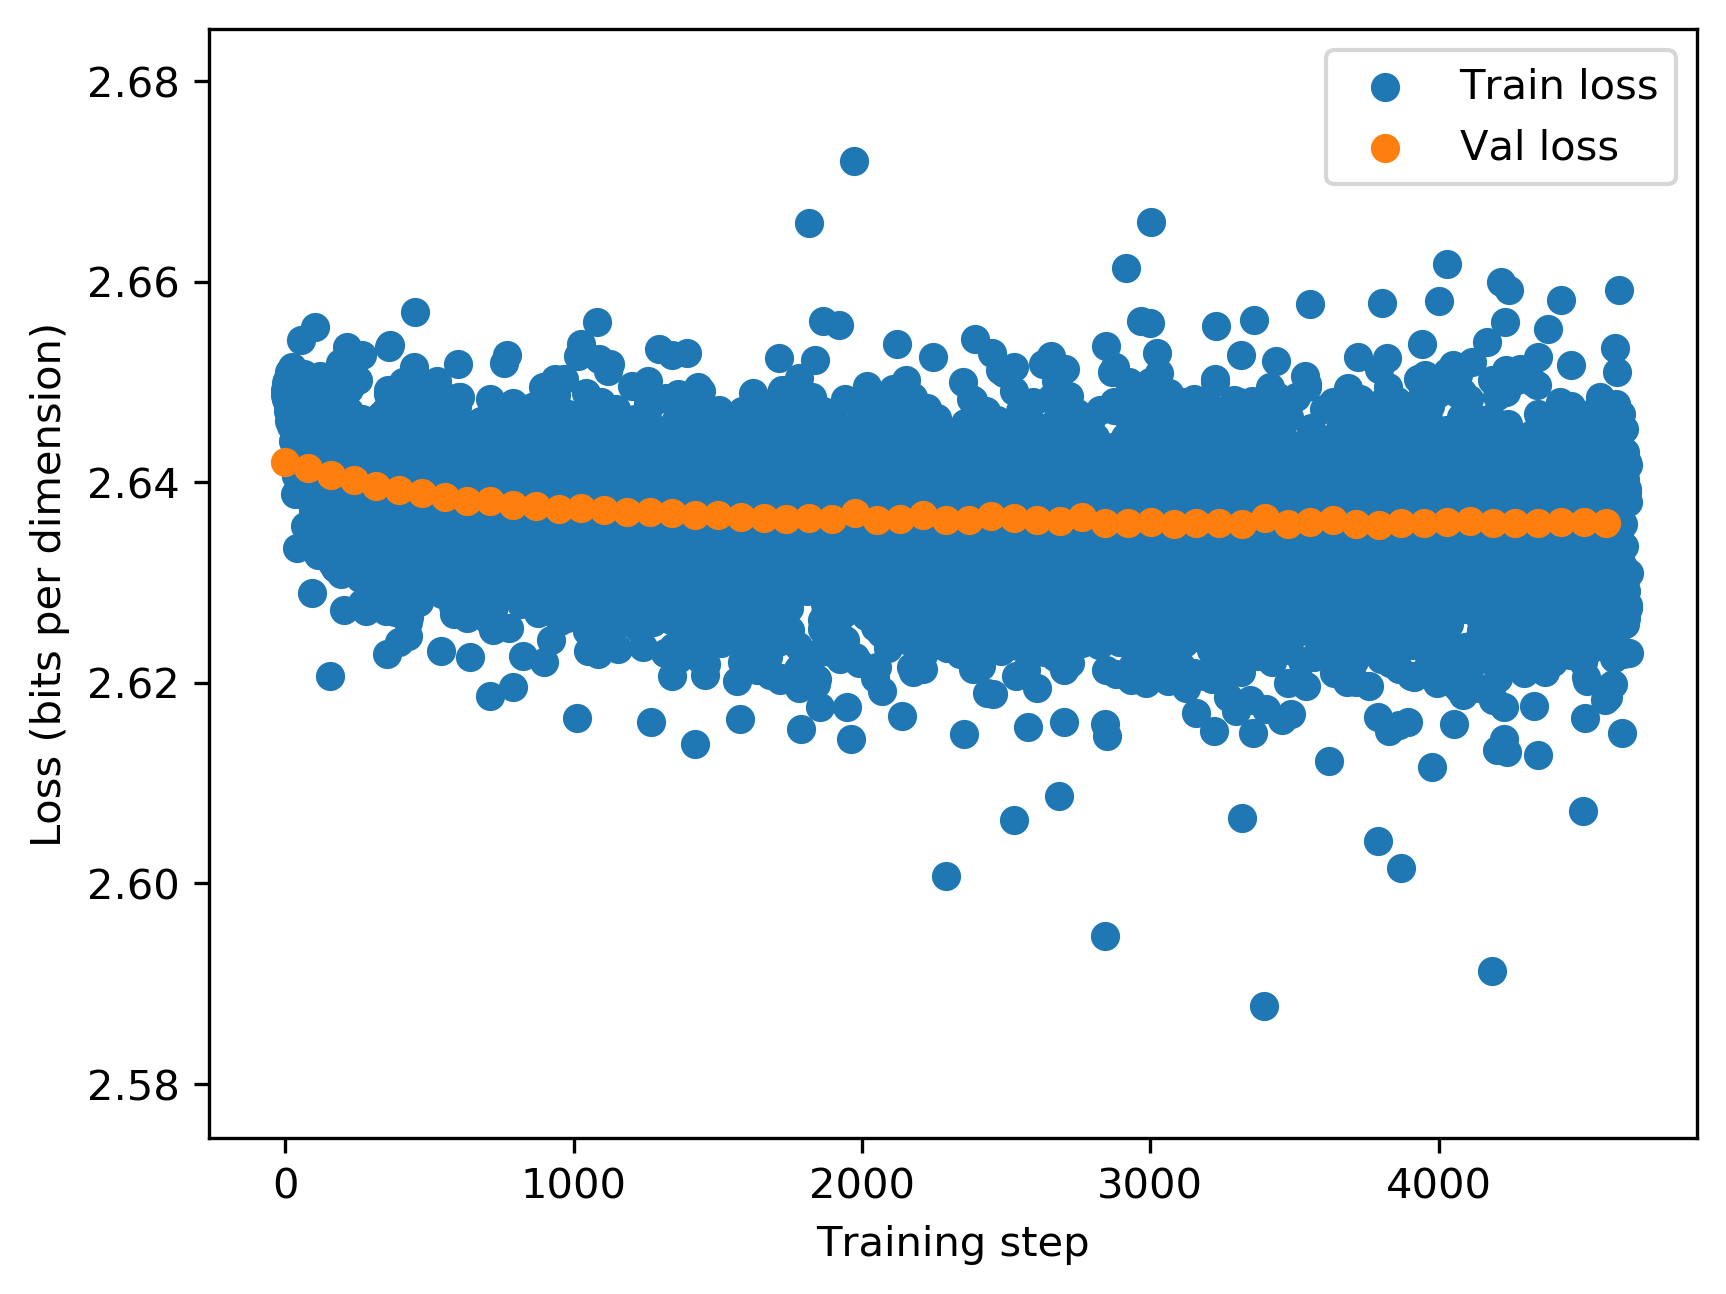 2.68
2.66
2.64
2.62
2.60
2.58
Loss (bits per dimension)
Train loss
Val loss
0 1000 2000 3000 4000
Training step